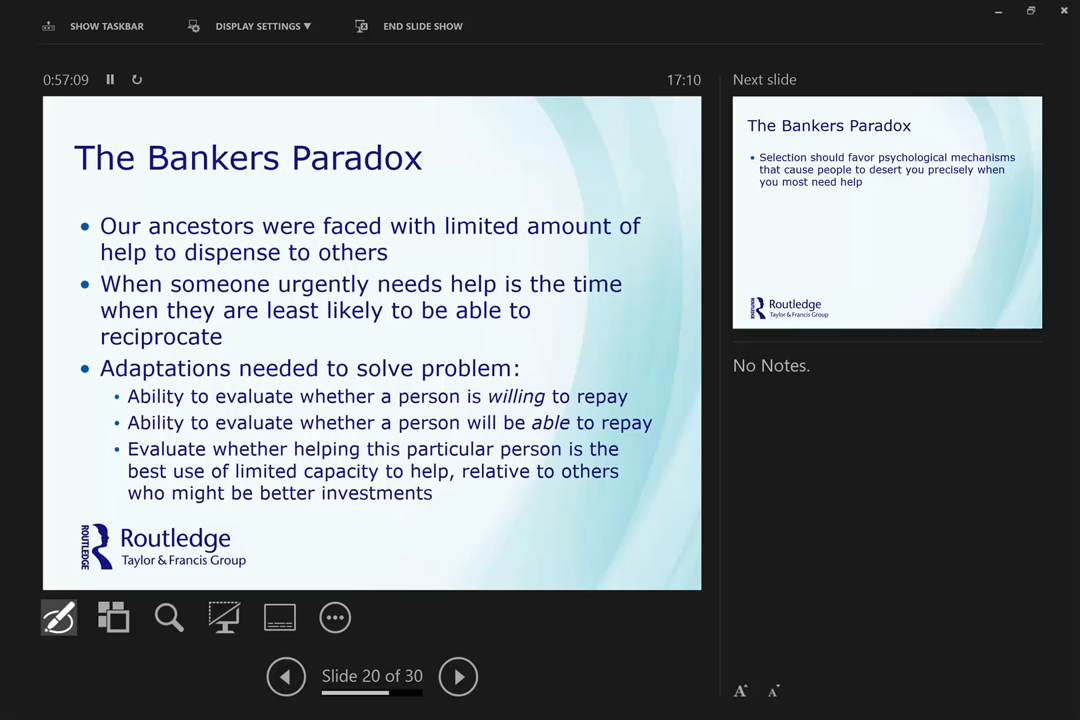 SHOW TASKBAR
DISPLAY SETTINGS ▼
END SLIDE SHOW
0:57:09
17:10
Next slide
The Bankers Paradox
• Our ancestors were faced with limited amount of
help to dispense to others
• When someone urgently needs help is the time
when they are least likely to be able to
reciprocate
• Adaptations needed to solve problem:
• Ability to evaluate whether a person is willing to repay
• Ability to evaluate whether a person will be able to repay
• Evaluate whether helping this particular person is the
best use of limited capacity to help, relative to others
who might be better investments
ROUTLEDGE
Routledge
Taylor & Francis Group
The Bankers Paradox
• Selection should favor psychological mechanisms
that cause people to desert you precisely when
you most need help
ROUTLEDGE
Routledge
Taylor & Francis Group
No Notes.
Slide 20 of 30
A A